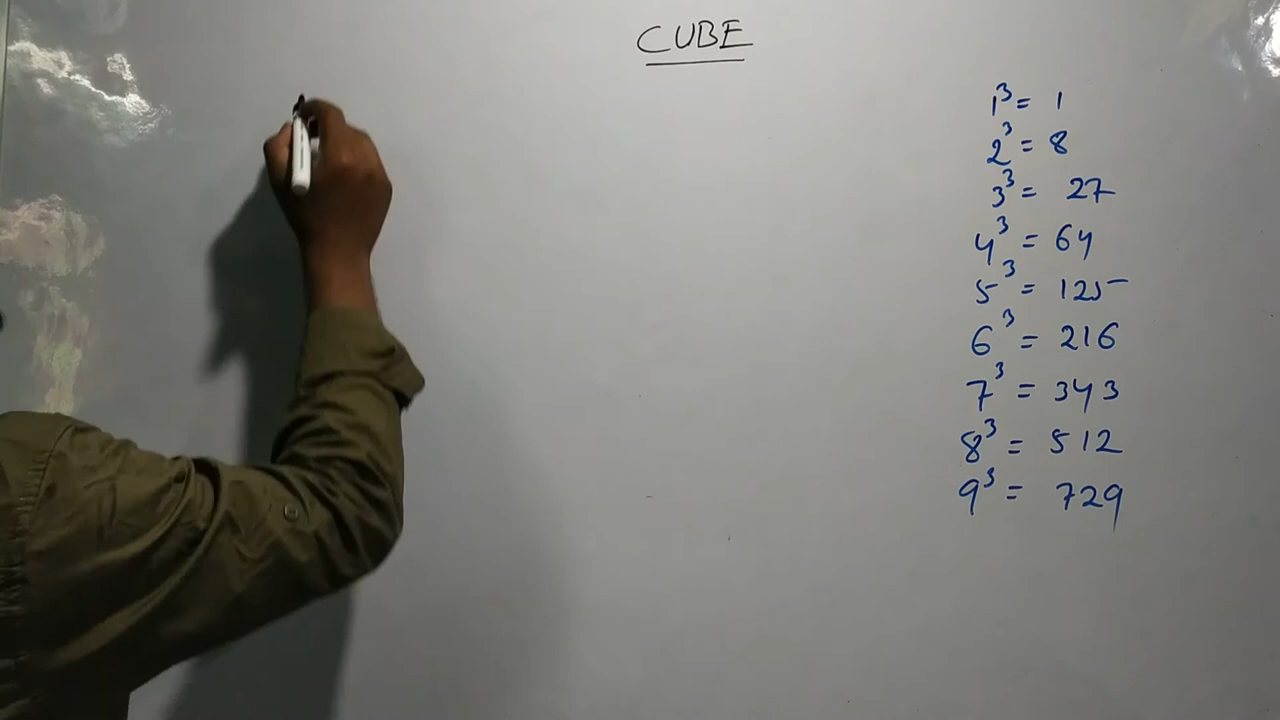 CUBE
1³ = 1
2³ = 8
3³ = 27
4³ = 64
5³ = 125
6³ = 216
7³ = 343
8³ = 512
9³ = 729